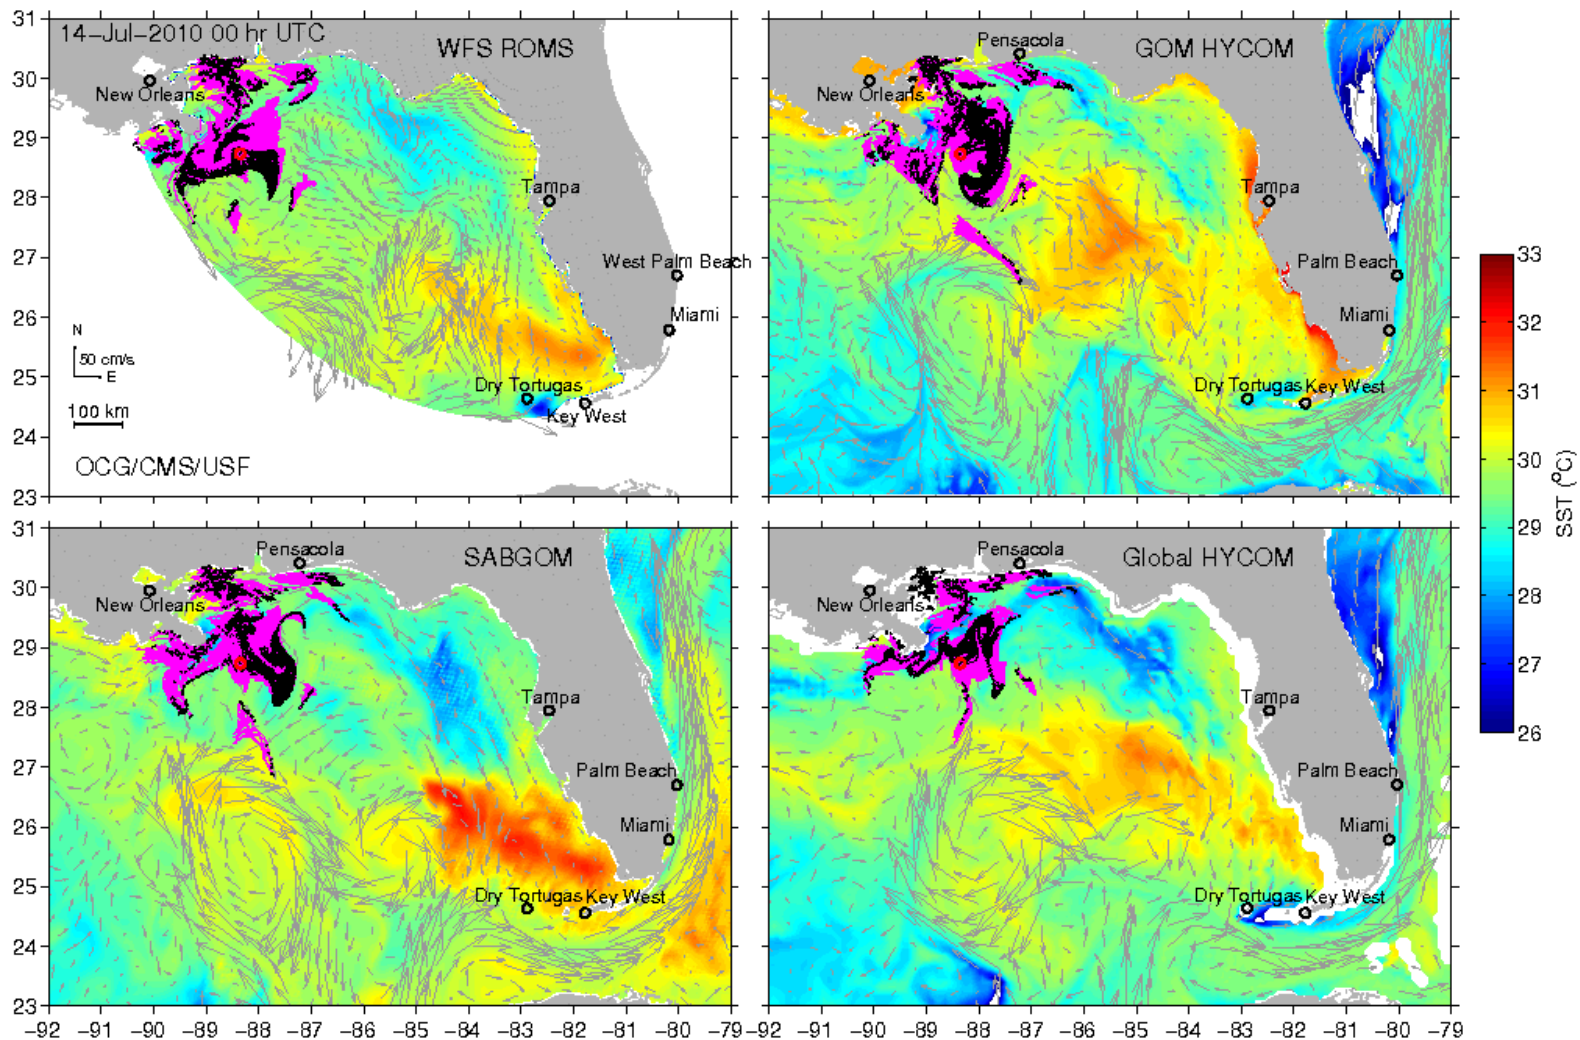 14-Jul-2010 00 hr UTC
WFS ROMS
New Orleans
Tampa
West Palm Beach
Miami
Dry Tortugas
Key West
N
50 cm/s
E
100 km
OCG/CMS/USF
31
30
29
28
27
26
25
24
23
GOM HYCOM
Pensacola
New Orleans
Tampa
Palm Beach
Miami
Dry Tortugas
Key West
SABGOM
Pensacola
New Orleans
Tampa
Palm Beach
Miami
Dry Tortugas
Key West
31
30
29
28
27
26
25
24
23
-92 -91 -90 -89 -88 -87 -86 -85 -84 -83 -82 -81 -80 -79
Global HYCOM
Pensacola
New Orleans
Tampa
Palm Beach
Miami
Dry Tortugas
Key West
-92 -91 -90 -89 -88 -87 -86 -85 -84 -83 -82 -81 -80 -79
33
32
31
30
29
28
27
26
SST (°C)